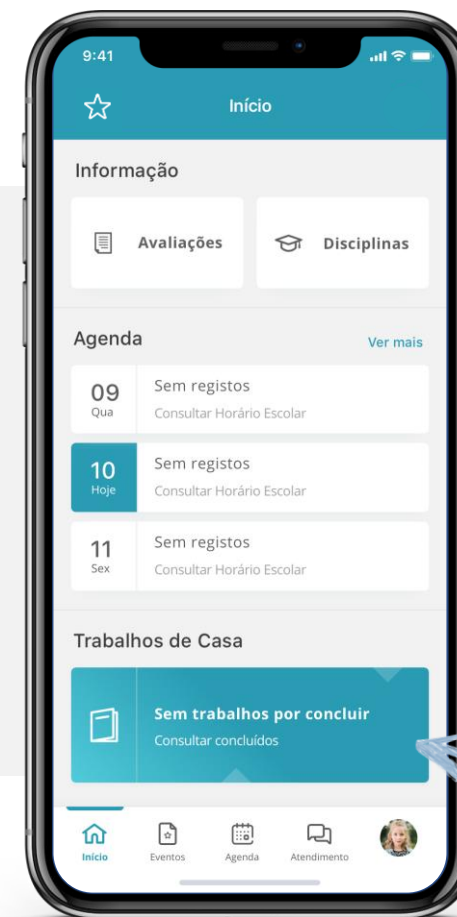 9:41
Início
Informação
Avaliações
Disciplinas
Agenda
Ver mais
09
Qua
Sem registos
Consultar Horário Escolar
10
Hoje
Sem registos
Consultar Horário Escolar
11
Sex
Sem registos
Consultar Horário Escolar
Trabalhos de Casa
Sem trabalhos por concluir
Consultar concluídos
Início
Eventos
Agenda
Atendimento